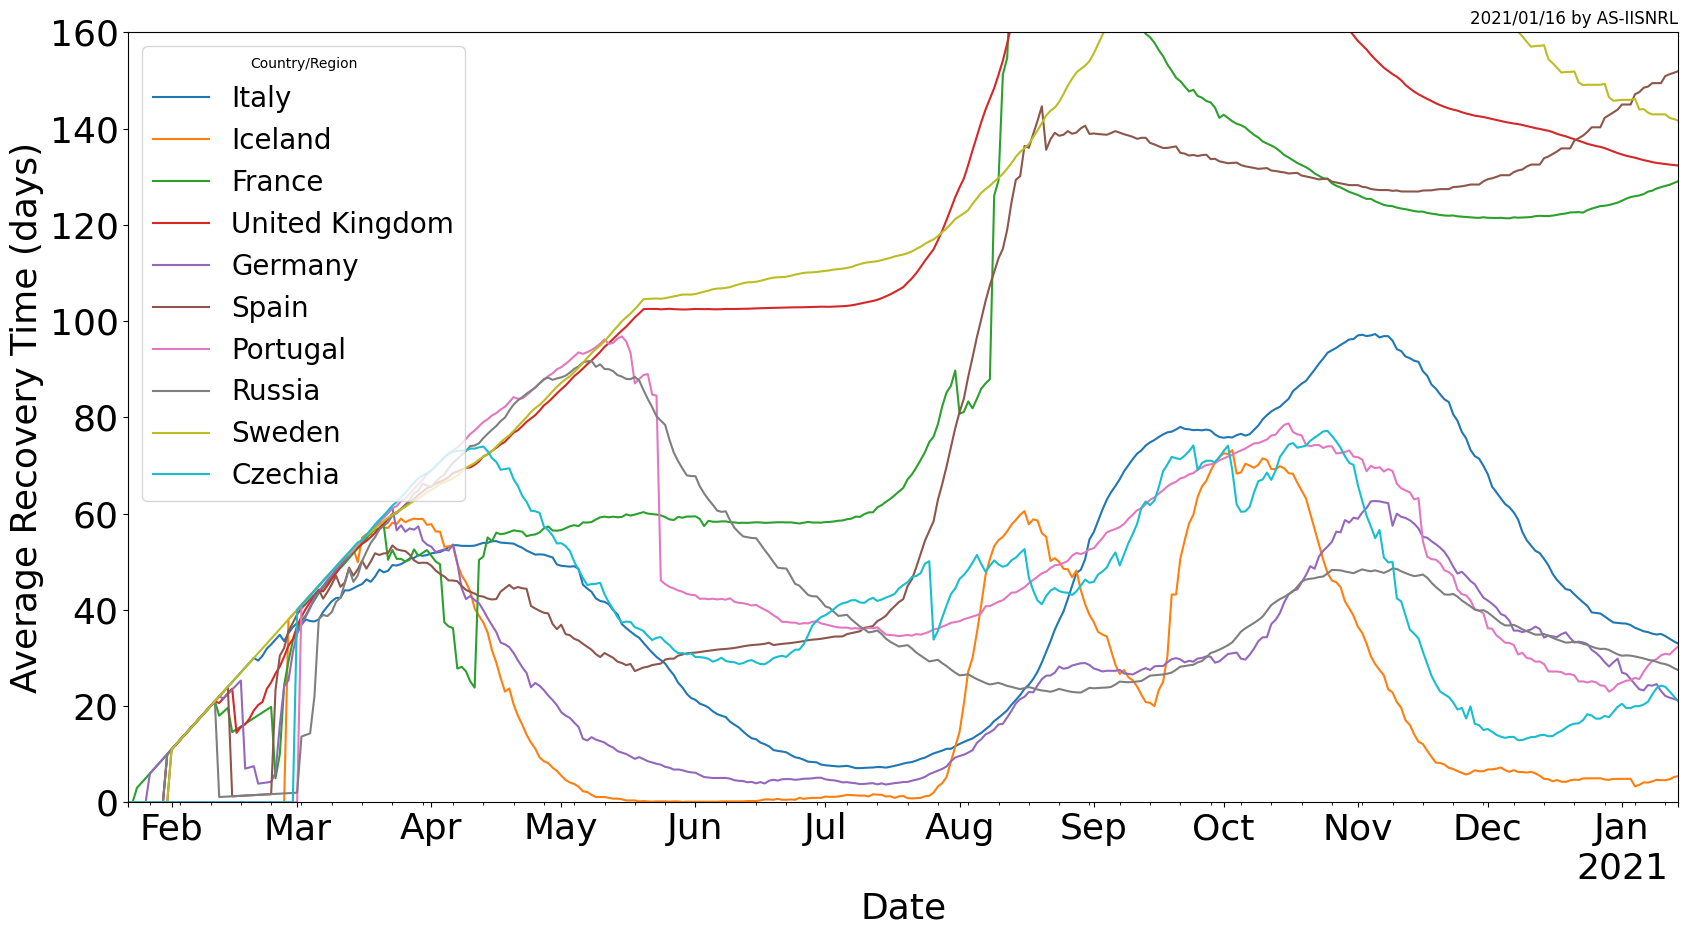 2021/01/16 by AS-IISNRL
Average Recovery Time (days)
160
140
120
100
80
60
40
20
0
Country/Region
Italy
Iceland
France
United Kingdom
Germany
Spain
Portugal
Russia
Sweden
Czechia
Feb Mar Apr May Jun Jul Aug Sep Oct Nov Dec Jan
2021
Date